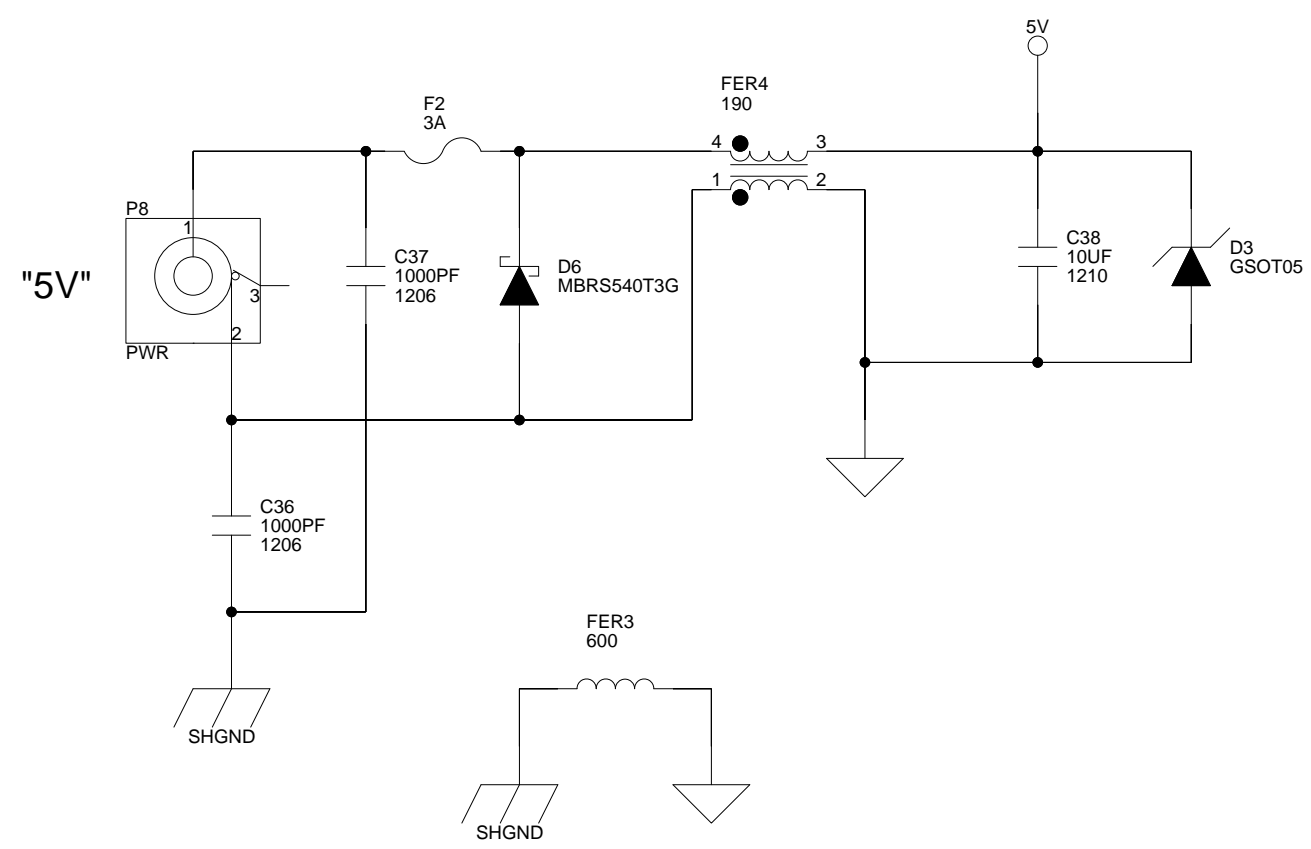 5V
FER4
190
F2
3A
4
3
1
2
P8
1
"5V"
3
2
PWR
C37
1000PF
1206
D6
MBRS540T3G
C38
10UF
1210
D3
GSOT05
C36
1000PF
1206
FER3
600
SHGND
SHGND